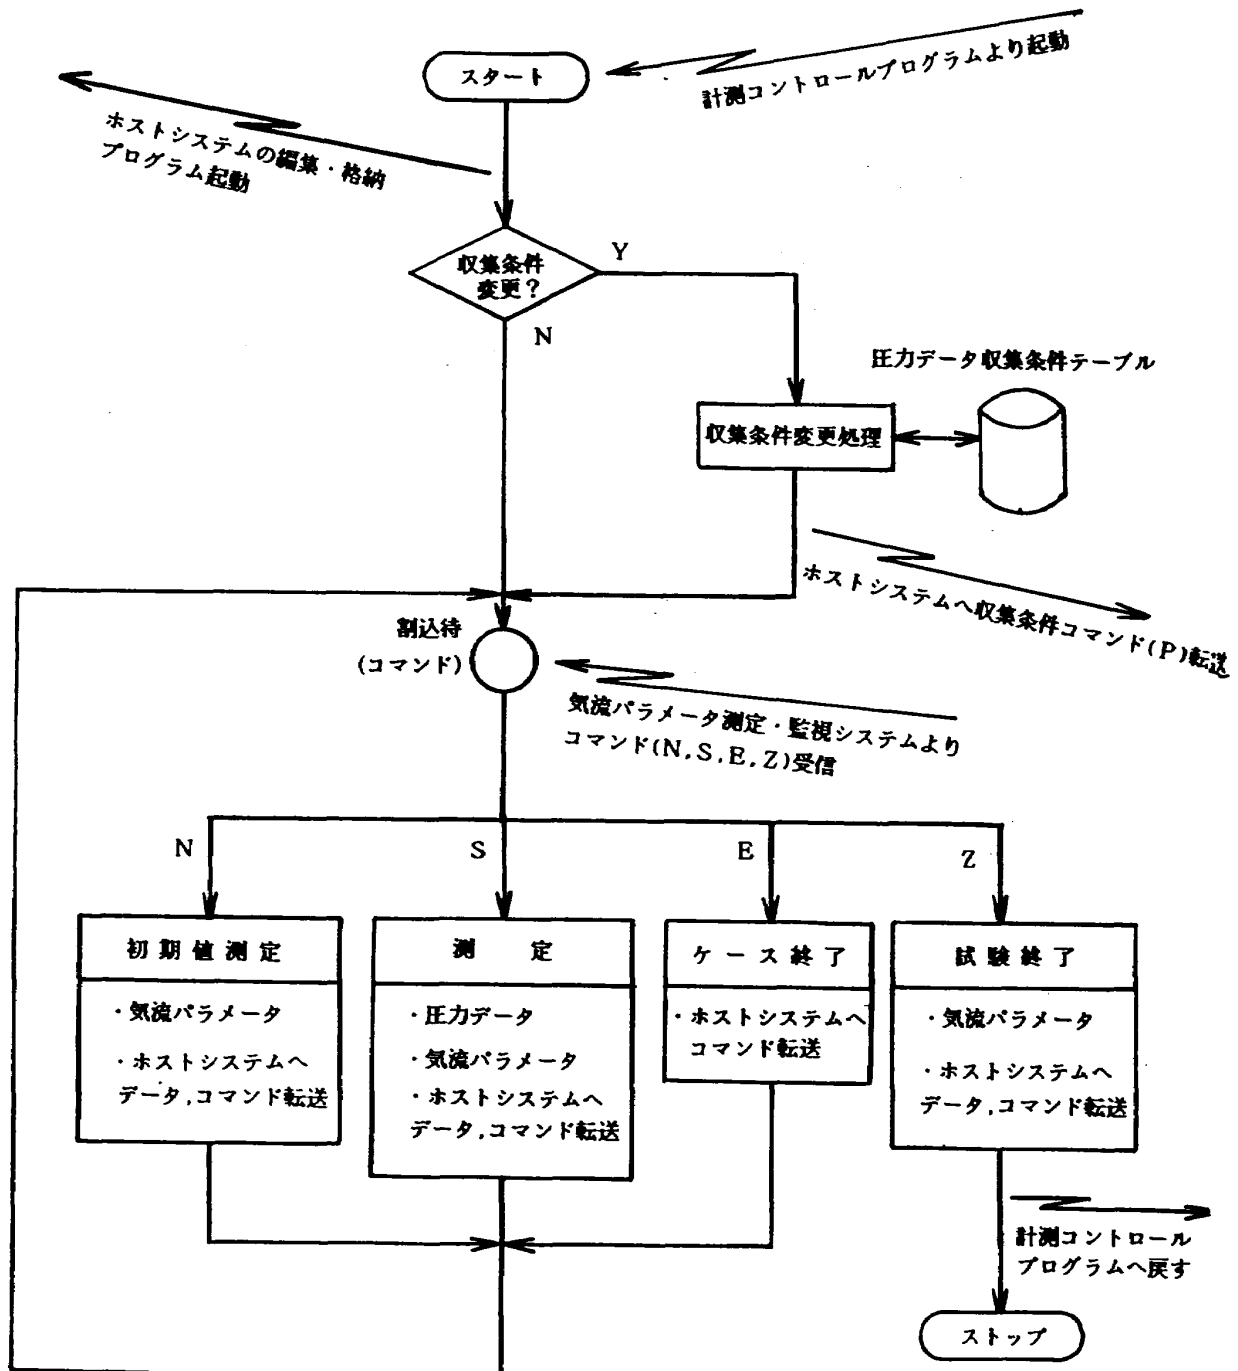 スタート
計測コントロールプログラムより起動
ホストシステムの編集・格納
プログラム起動
収集条件
変更?
Y
N
圧力データ収集条件テーブル
収集条件変更処理
ホストシステムへ収集条件コマンド(P)転送
割込待
(コマンド)
気流パラメータ測定・監視システムより
コマンド(N,S,E,Z)受信
N
S
E
Z
初期値測定
・気流パラメータ
・ホストシステムへ
データ,コマンド転送
測 定
・圧力データ
・気流パラメータ
・ホストシステムへ
データ,コマンド転送
ケース終了
・ホストシステムへ
コマンド転送
試験終了
・気流パラメータ
・ホストシステムへ
データ,コマンド転送
計測コントロール
プログラムへ戻す
ストップ